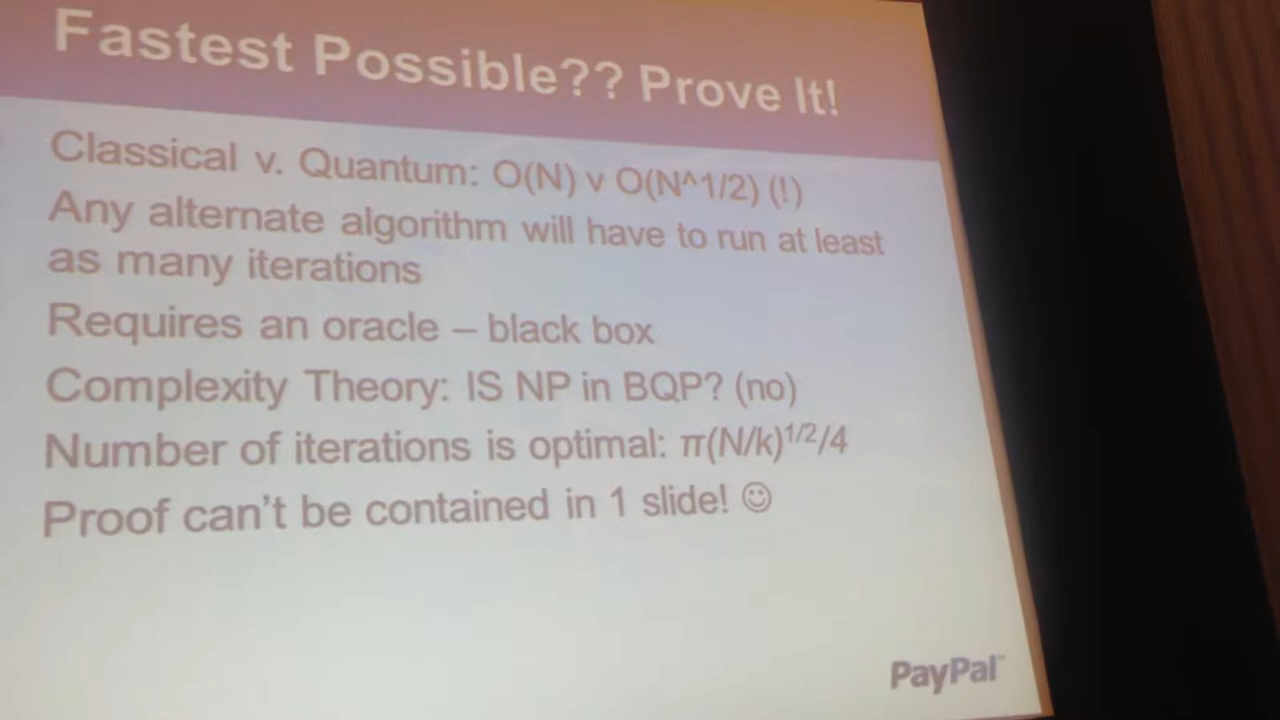 Fastest Possible?? Prove It!
Classical v. Quantum: O(N) v O(N^1/2) (!)
Any alternate algorithm will have to run at least
as many iterations
Requires an oracle – black box
Complexity Theory: IS NP in BQP? (no)
Number of iterations is optimal: π(N/k)^1/2/4
Proof can't be contained in 1 slide! ☺
PayPal™